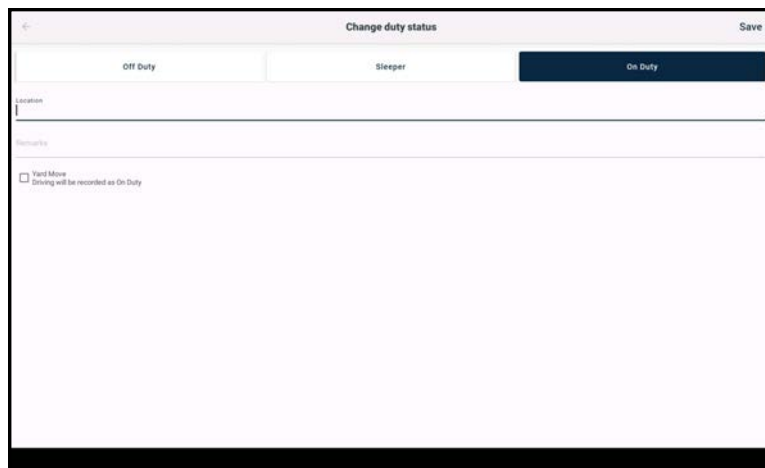 Change duty status
Save
Off Duty
Sleeper
On Duty
Location
Remarks
Yard Move
Driving will be recorded as On Duty